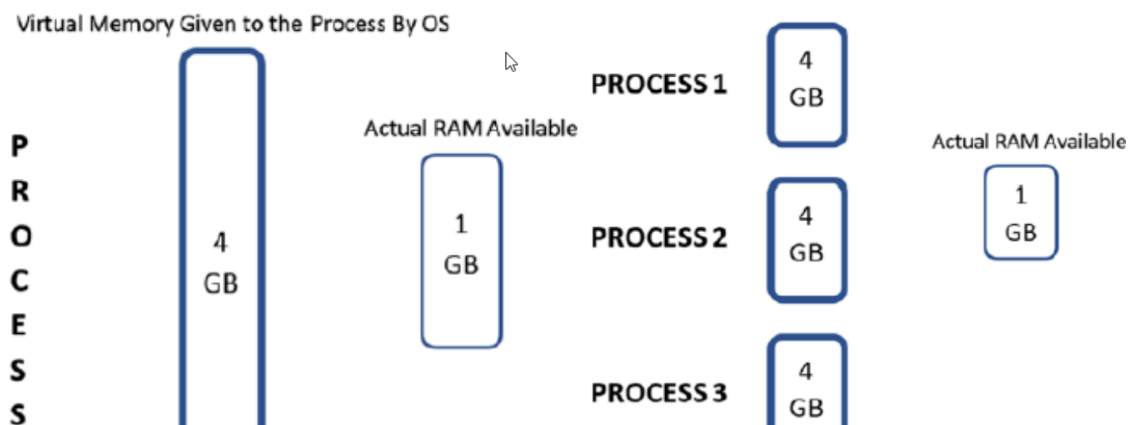 Virtual Memory Given to the Process By OS
P
R
O
C
E
S
S
4
GB
Actual RAM Available
1
GB
PROCESS 1
4
GB
PROCESS 2
4
GB
PROCESS 3
4
GB
Actual RAM Available
1
GB